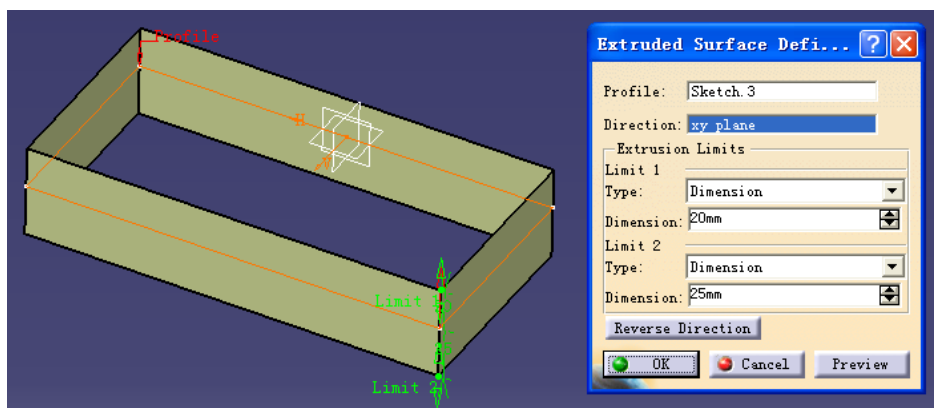 Profile
H
V
Limit 1
Limit 2
Extruded Surface Defi...
Profile: Sketch.3
Direction: xy plane
Extrusion Limits
Limit 1
Type: Dimension
Dimension: 20mm
Limit 2
Type: Dimension
Dimension: 25mm
Reverse Direction
OK Cancel Preview